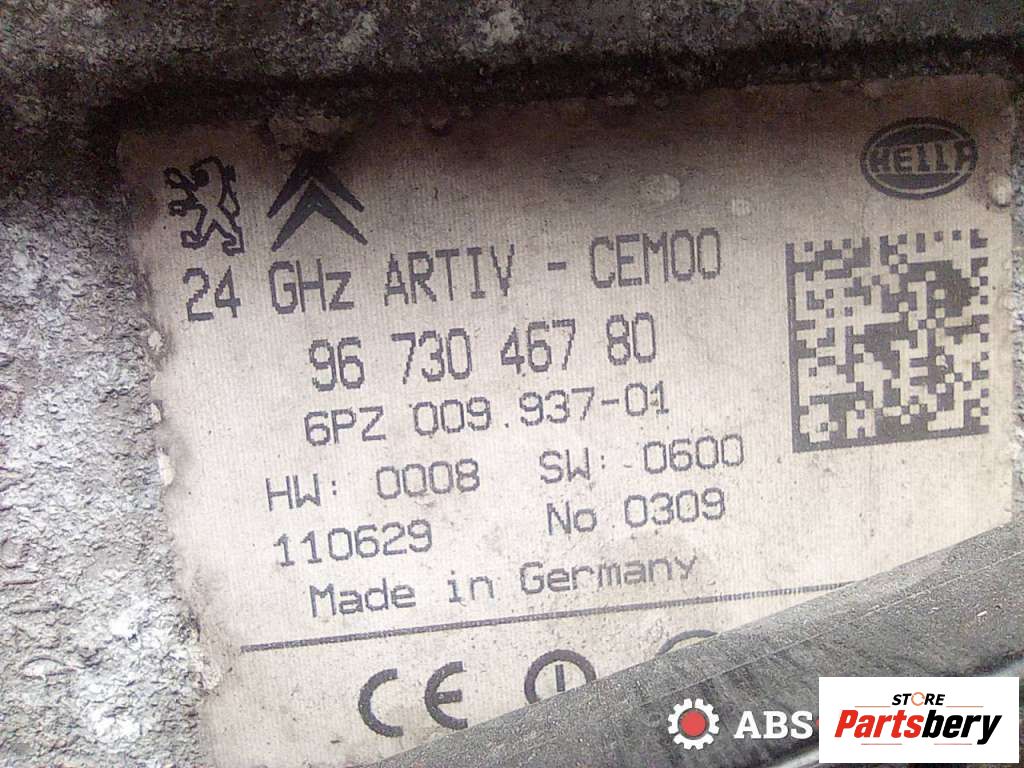 HELLA
24 GHz ARTIV - CEM00
96 730 467 80
6PZ 009.937-01
HW: 0008 SW: 0600
110629 No 0309
Made in Germany
CE
ABS
STORE
Partsbery